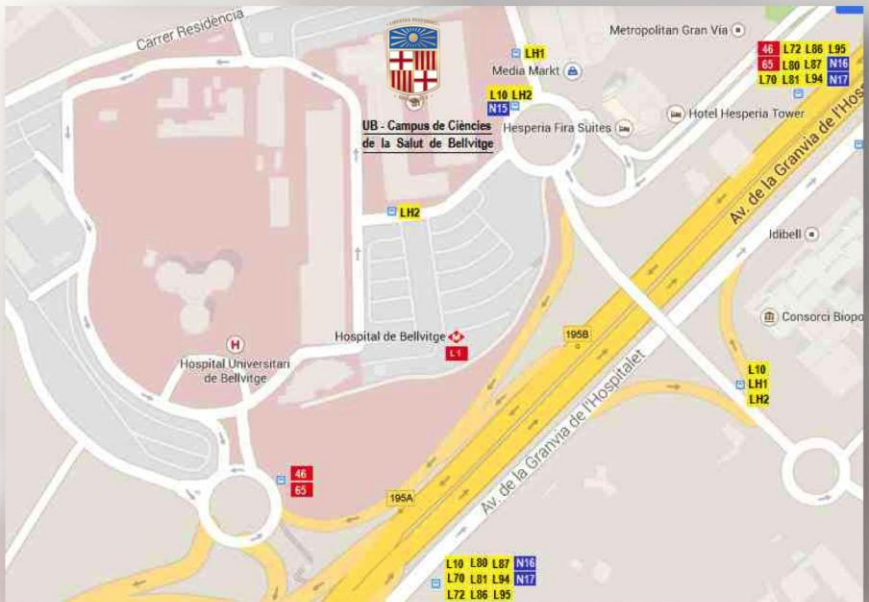 LIBERTAS PERFUNDET
Carrer Residència
LH1
Media Markt
L10 LH2
N15
UB - Campus de Ciències
de la Salut de Bellvitge
Hesperia Fira Suites
Metropolitan Gran Vía
46 L72 L86 L95
65 L80 L87 N16
L70 L81 L94 N17
Hotel Hesperia Tower
Av. de la Granvia de l'Hos
LH2
Idibell
Consorci Biopo
Hospital de Bellvitge
L1
195B
H
Hospital Universitari
de Bellvitge
L10
LH1
LH2
Av. de la Granvia de l'Hospitalet
46
65
195A
L10 L80 L87 N16
L70 L81 L94 N17
L72 L86 L95